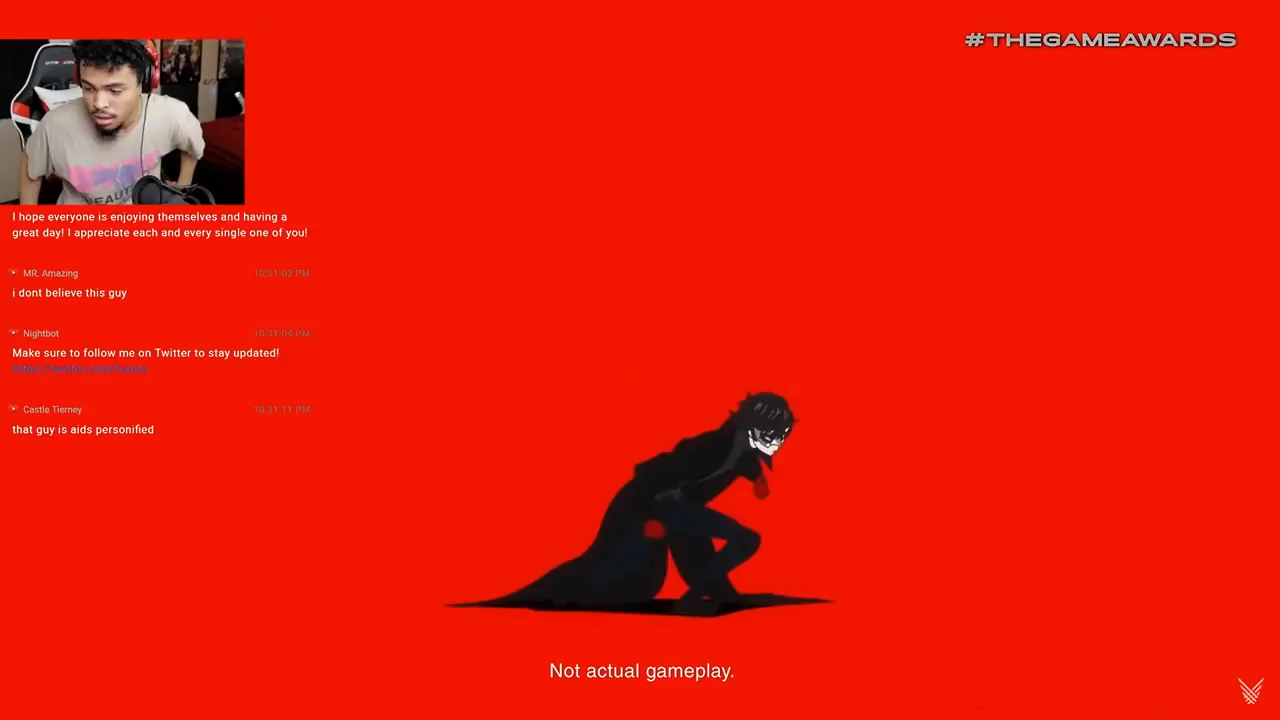 #THEGAMEAWARDS
I hope everyone is enjoying themselves and having a
great day! I appreciate each and every single one of you!
MR. Amazing 10:31:02 PM
i dont believe this guy
Nightbot 10:31:04 PM
Make sure to follow me on Twitter to stay updated!
Castle Tierney 10:31:11 PM
that guy is aids personified
Not actual gameplay.